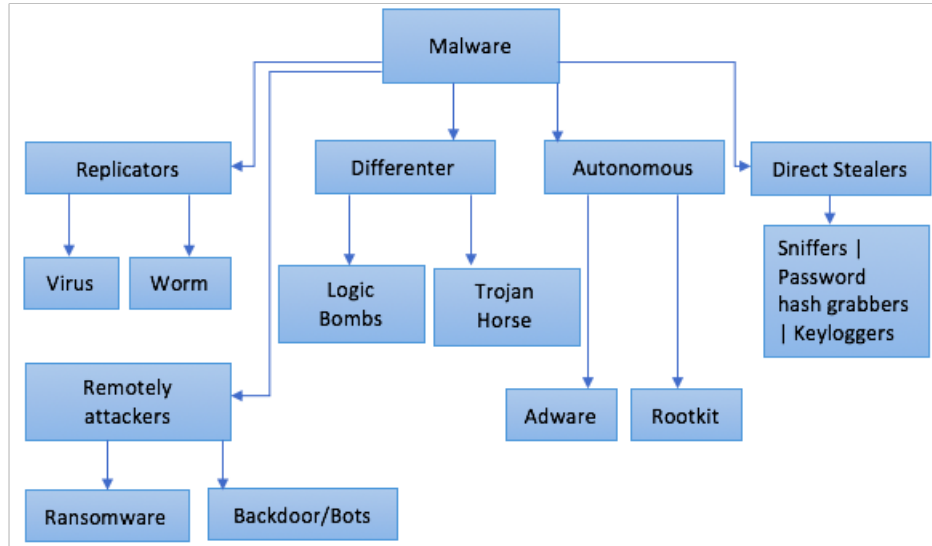 Malware
Replicators
Differenter
Autonomous
Direct Stealers
Virus
Worm
Logic
Bombs
Trojan
Horse
Sniffers |
Password
hash grabbers
| Keyloggers
Remotely
attackers
Adware
Rootkit
Ransomware
Backdoor/Bots